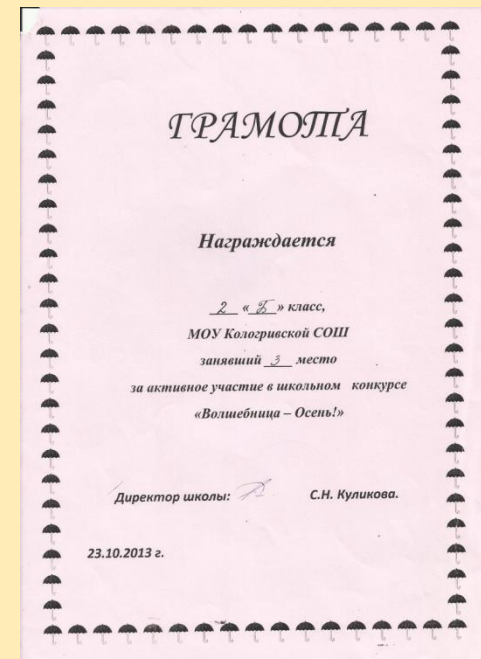 ГРАМОТА
Награждается
2 « Б » класс,
МОУ Кологривской СОШ
занявший 3 место
за активное участие в школьном конкурсе
«Волшебница – Осень!»
Директор школы: С.Н. Куликова.
23.10.2013 г.